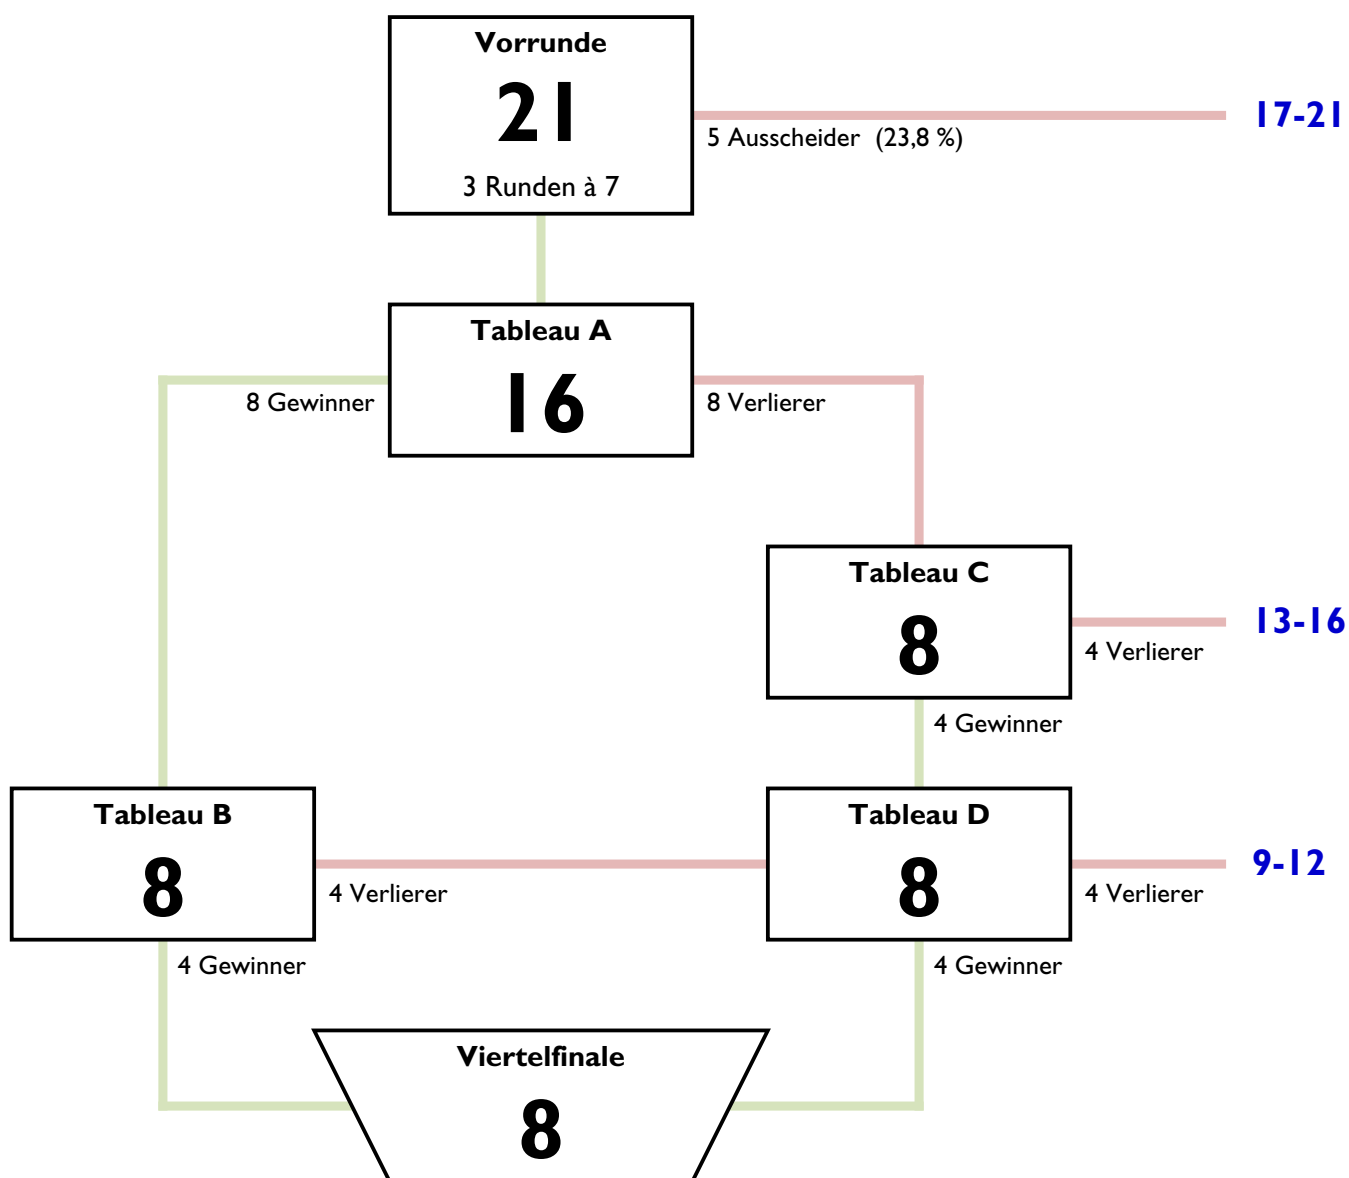 Vorrunde
21
3 Runden à 7
17-21
5 Ausscheider (23,8 %)
Tableau A
16
8 Gewinner
8 Verlierer
Tableau C
8
13-16
4 Verlierer
4 Gewinner
Tableau B
8
4 Verlierer
4 Gewinner
Tableau D
8
9-12
4 Verlierer
4 Gewinner
Viertelfinale
8